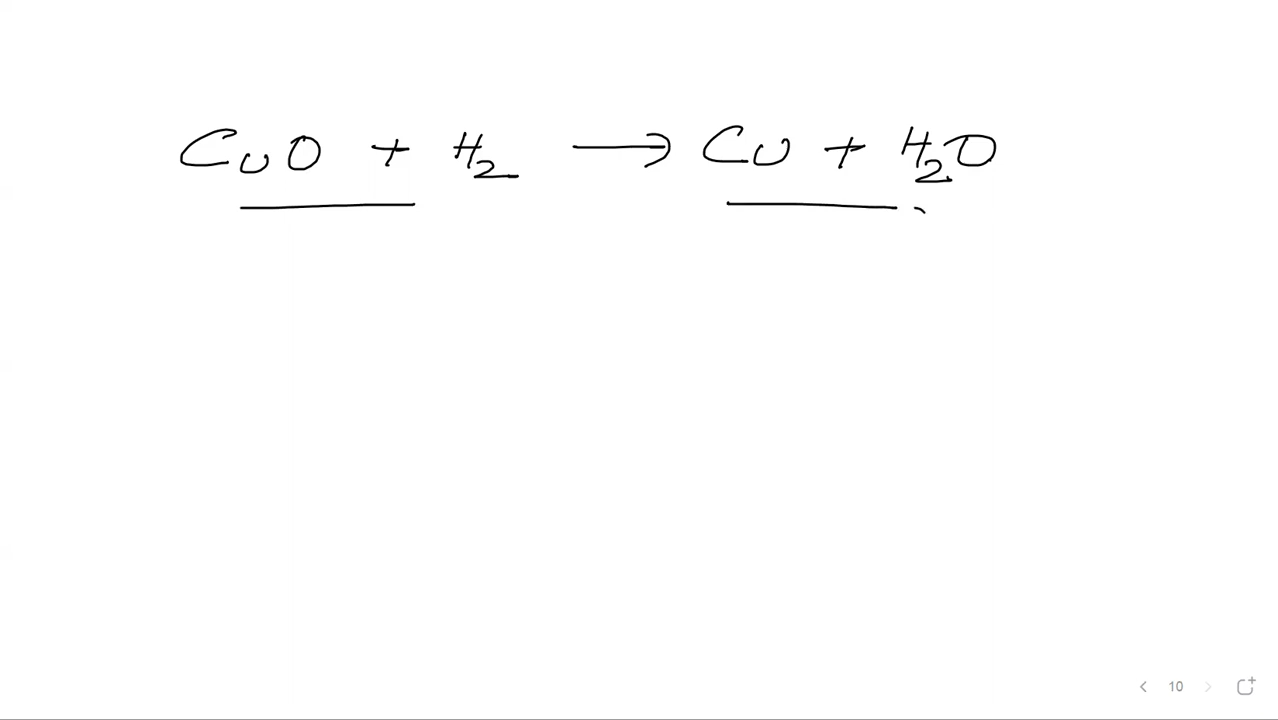 CuO + H₂ → Cu + H₂O
10